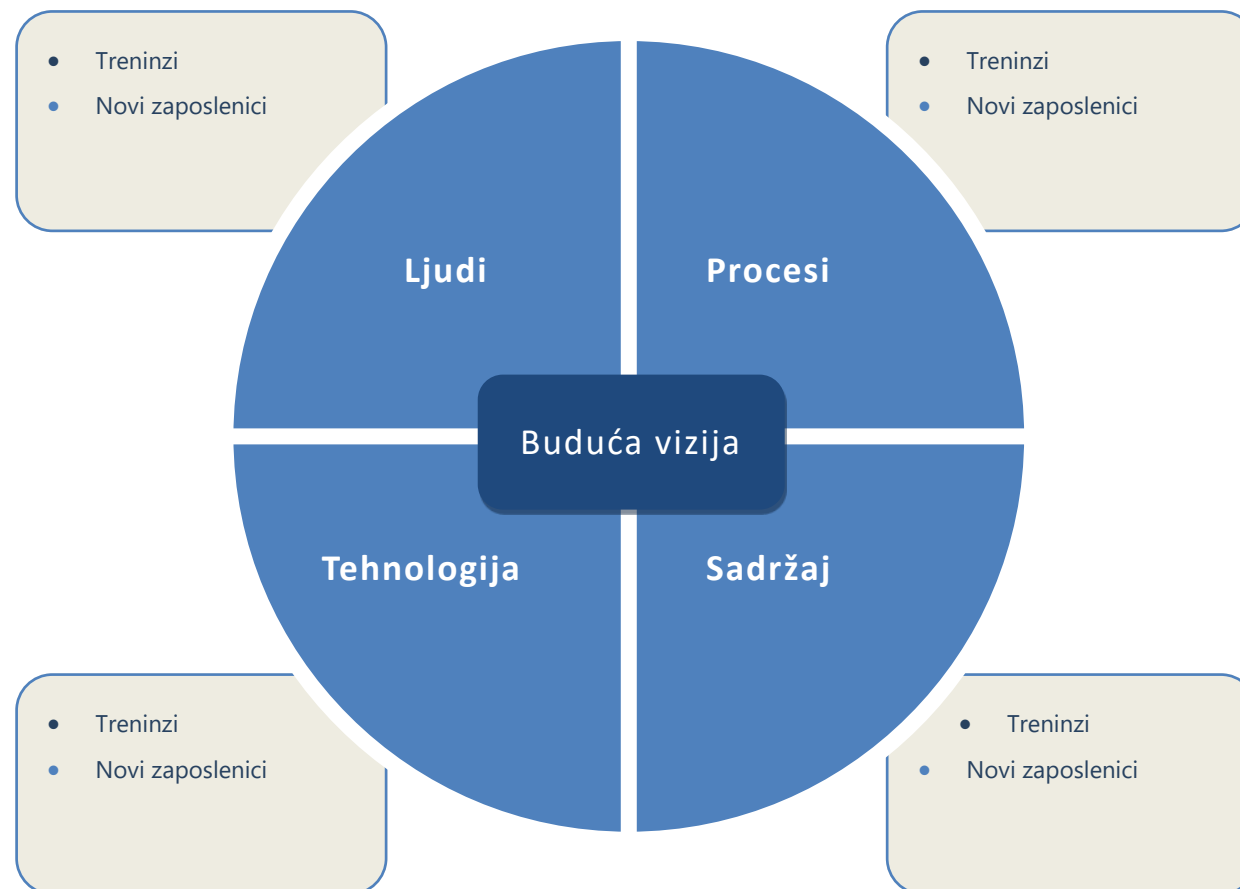 Treninzi
Novi zaposlenici
Treninzi
Novi zaposlenici
Ljudi
Procesi
Buduća vizija
Tehnologija
Sadržaj
Treninzi
Novi zaposlenici
Treninzi
Novi zaposlenici